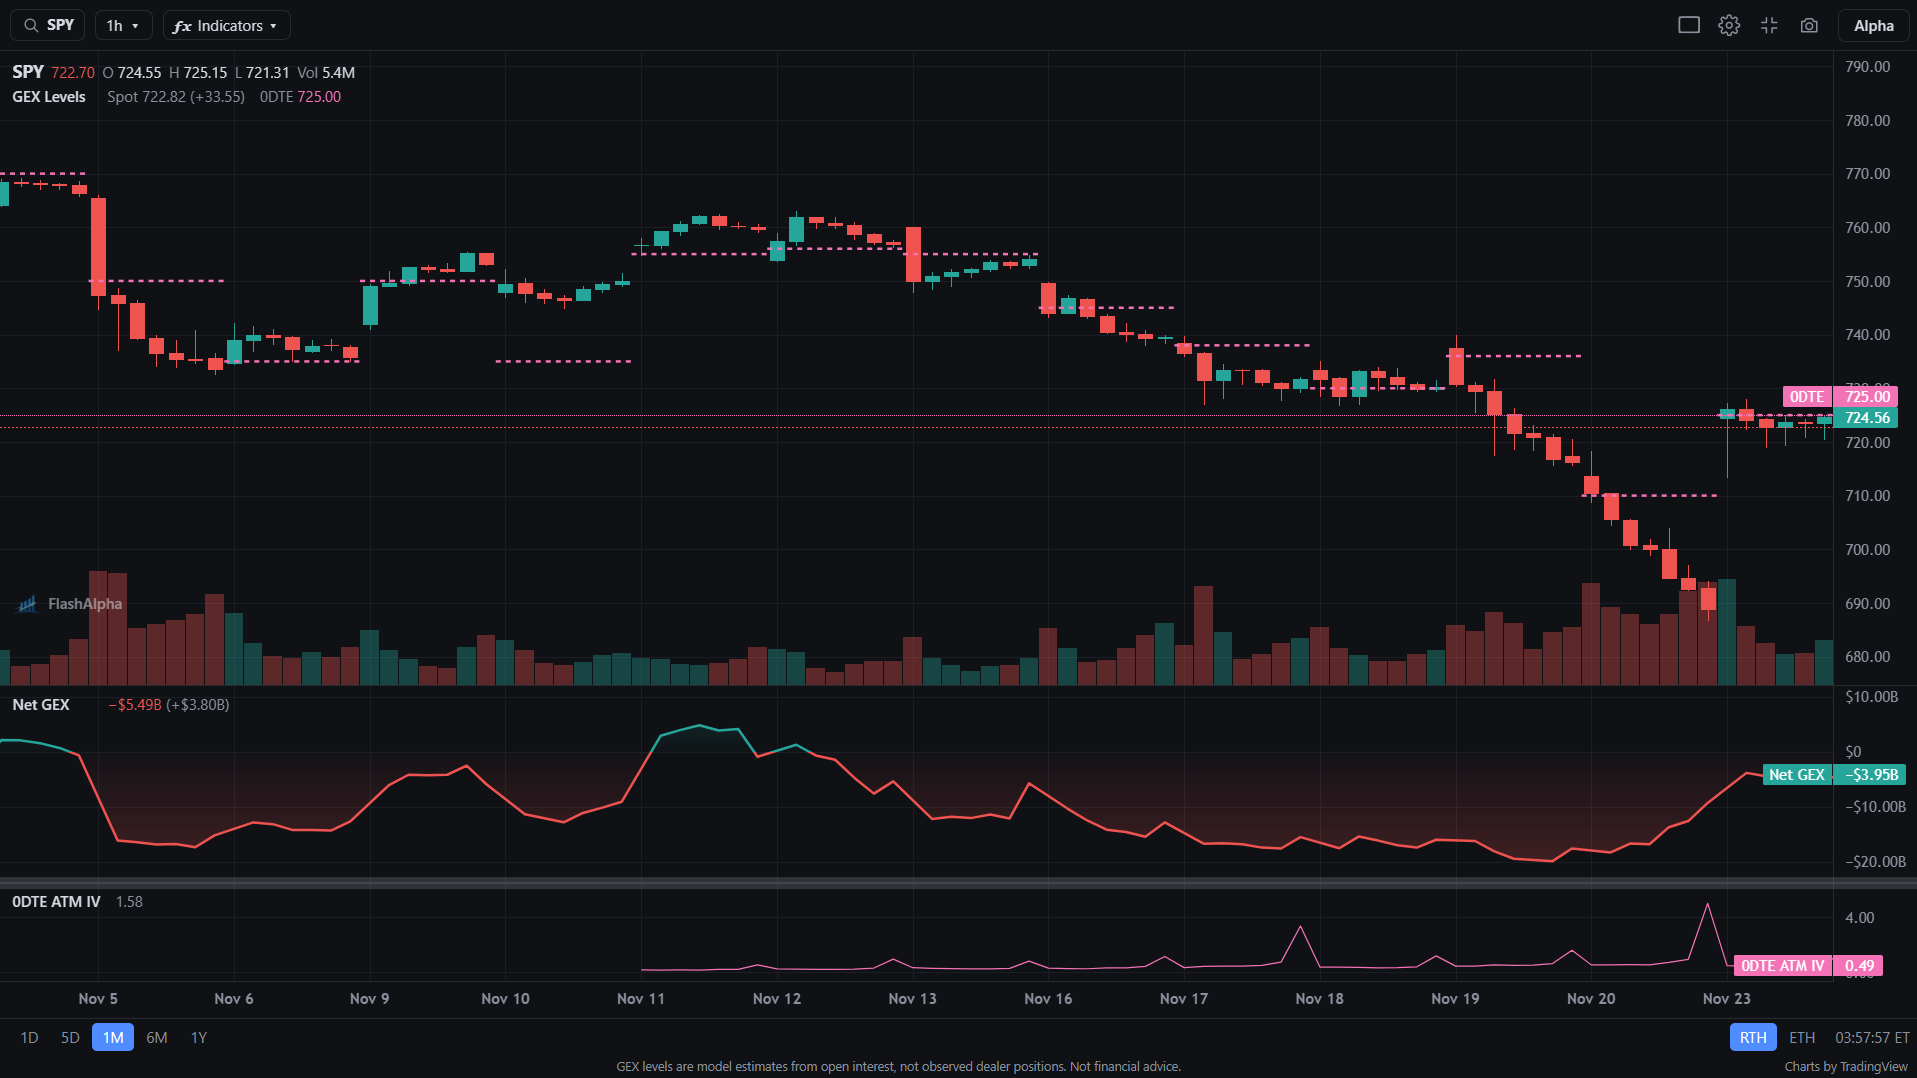 SPY 1h fx Indicators Alpha
SPY 722.70 O 724.55 H 725.15 L 721.31 Vol 5.4M
GEX Levels Spot 722.82 (+33.55) 0DTE 725.00
790.00
780.00
770.00
760.00
750.00
740.00
0DTE 725.00
724.56
720.00
710.00
700.00
690.00
680.00
FlashAlpha
Net GEX −$5.49B (+$3.80B)
$10.00B
$0
Net GEX −$3.95B
−$10.00B
−$20.00B
0DTE ATM IV 1.58
4.00
0DTE ATM IV 0.49
Nov 5 Nov 6 Nov 9 Nov 10 Nov 11 Nov 12 Nov 13 Nov 16 Nov 17 Nov 18 Nov 19 Nov 20 Nov 23
1D 5D 1M 6M 1Y RTH ETH 03:57:57 ET
GEX levels are model estimates from open interest, not observed dealer positions. Not financial advice.
Charts by TradingView